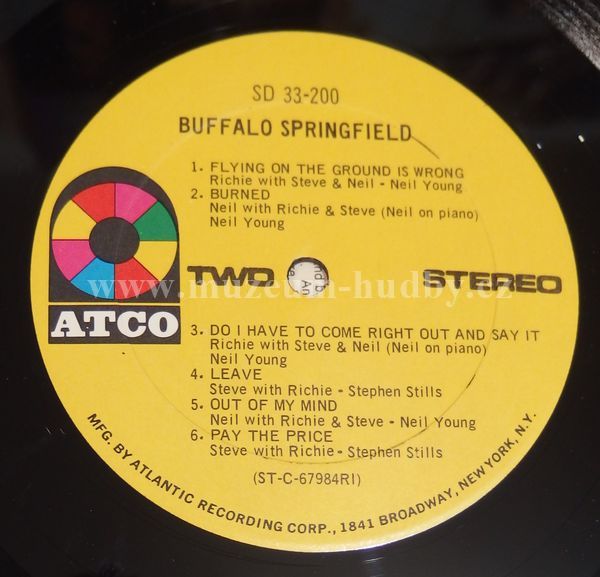 SD 33-200
BUFFALO SPRINGFIELD
1. FLYING ON THE GROUND IS WRONG
Richie with Steve & Neil - Neil Young
2. BURNED
Neil with Richie & Steve (Neil on piano)
Neil Young
TWO
STEREO
www.muzeum-hudby.cz
ATCO
3. DO I HAVE TO COME RIGHT OUT AND SAY IT
Richie with Steve & Neil (Neil on piano)
Neil Young
4. LEAVE
Steve with Richie - Stephen Stills
5. OUT OF MY MIND
Neil with Richie & Steve - Neil Young
6. PAY THE PRICE
Steve with Richie - Stephen Stills
(ST-C-67984RI)
MFG. BY ATLANTIC RECORDING CORP., 1841 BROADWAY, NEW YORK, N.Y.